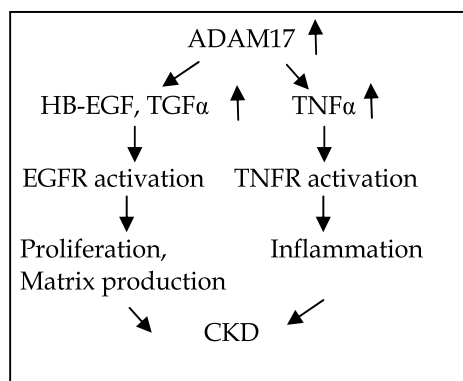 ADAM17
HB-EGF, TGFα TNFα
EGFR activation TNFR activation
Proliferation, Inflammation
Matrix production
CKD